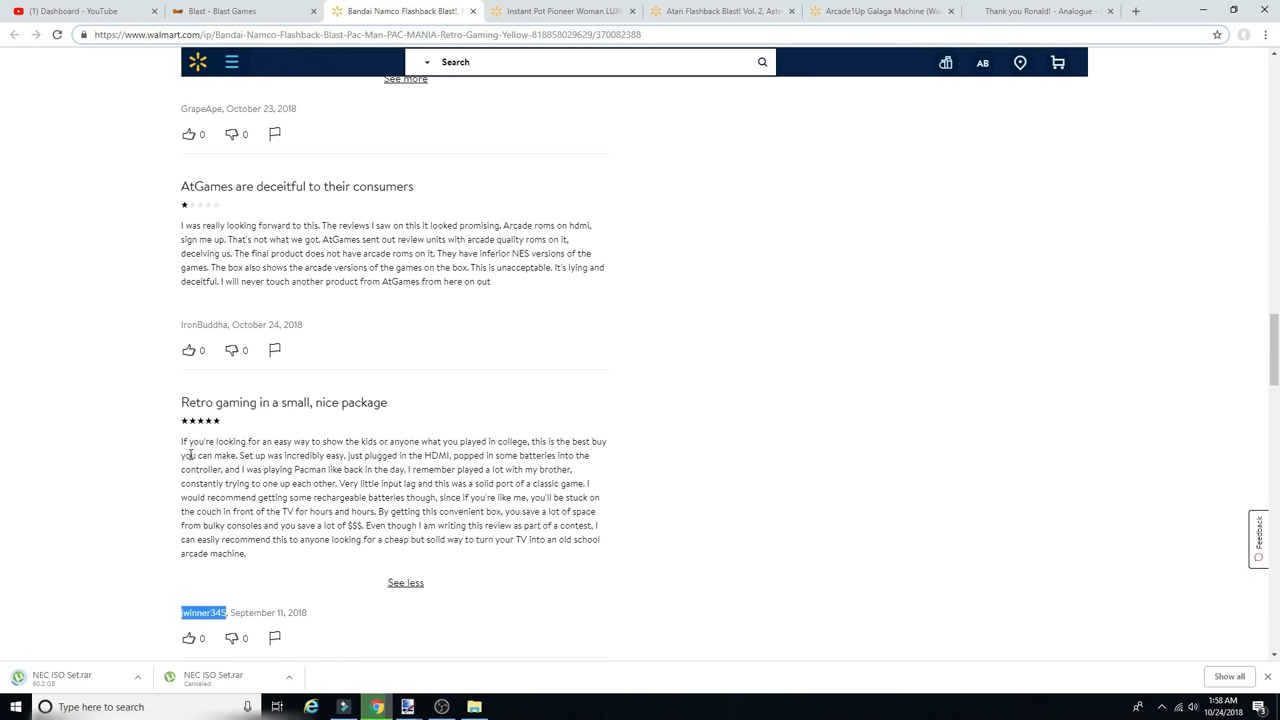 (1) Dashboard - YouTube
Blast - Blast - AtGames
Bandai Namco Flashback Blast!,
Instant Pot Pioneer Woman LUX
Atari Flashback Blast! Vol. 2, Aste
Arcade1Up Galaga Machine (Wa
Thank you Ronald! - Analogue -
https://www.walmart.com/ip/Bandai-Namco-Flashback-Blast-Pac-Man-PAC-MANIA-Retro-Gaming-Yellow-818858029629/370082388
Search
AB
See more
GrapeApe, October 23, 2018
0 0
AtGames are deceitful to their consumers
I was really looking forward to this. The reviews I saw on this it looked promising. Arcade roms on hdmi,
sign me up. That's not what we got. AtGames sent out review units with arcade quality roms on it,
deceiving us. The final product does not have arcade roms on it. They have inferior NES versions of the
games. The box also shows the arcade versions of the games on the box. This is unacceptable. It's lying and
deceitful. I will never touch another product from AtGames from here on out
IronBuddha, October 24, 2018
0 0
Retro gaming in a small, nice package
If you're looking for an easy way to show the kids or anyone what you played in college, this is the best buy
you can make. Set up was incredibly easy, just plugged in the HDMI, popped in some batteries into the
controller, and I was playing Pacman like back in the day. I remember played a lot with my brother,
constantly trying to one up each other. Very little input lag and this was a solid port of a classic game. I
would recommend getting some rechargeable batteries though, since if you're like me, you'll be stuck on
the couch in front of the TV for hours and hours. By getting this convenient box, you save a lot of space
from bulky consoles and you save a lot of $$$. Even though I am writing this review as part of a contest, I
can easily recommend this to anyone looking for a cheap but solid way to turn your TV into an old school
arcade machine.
See less
jwinner345, September 11, 2018
0 0
Feedback
NEC ISO Set.rar
60.2 GB
NEC ISO Set.rar
Canceled
Show all
Type here to search
1:58 AM
10/24/2018